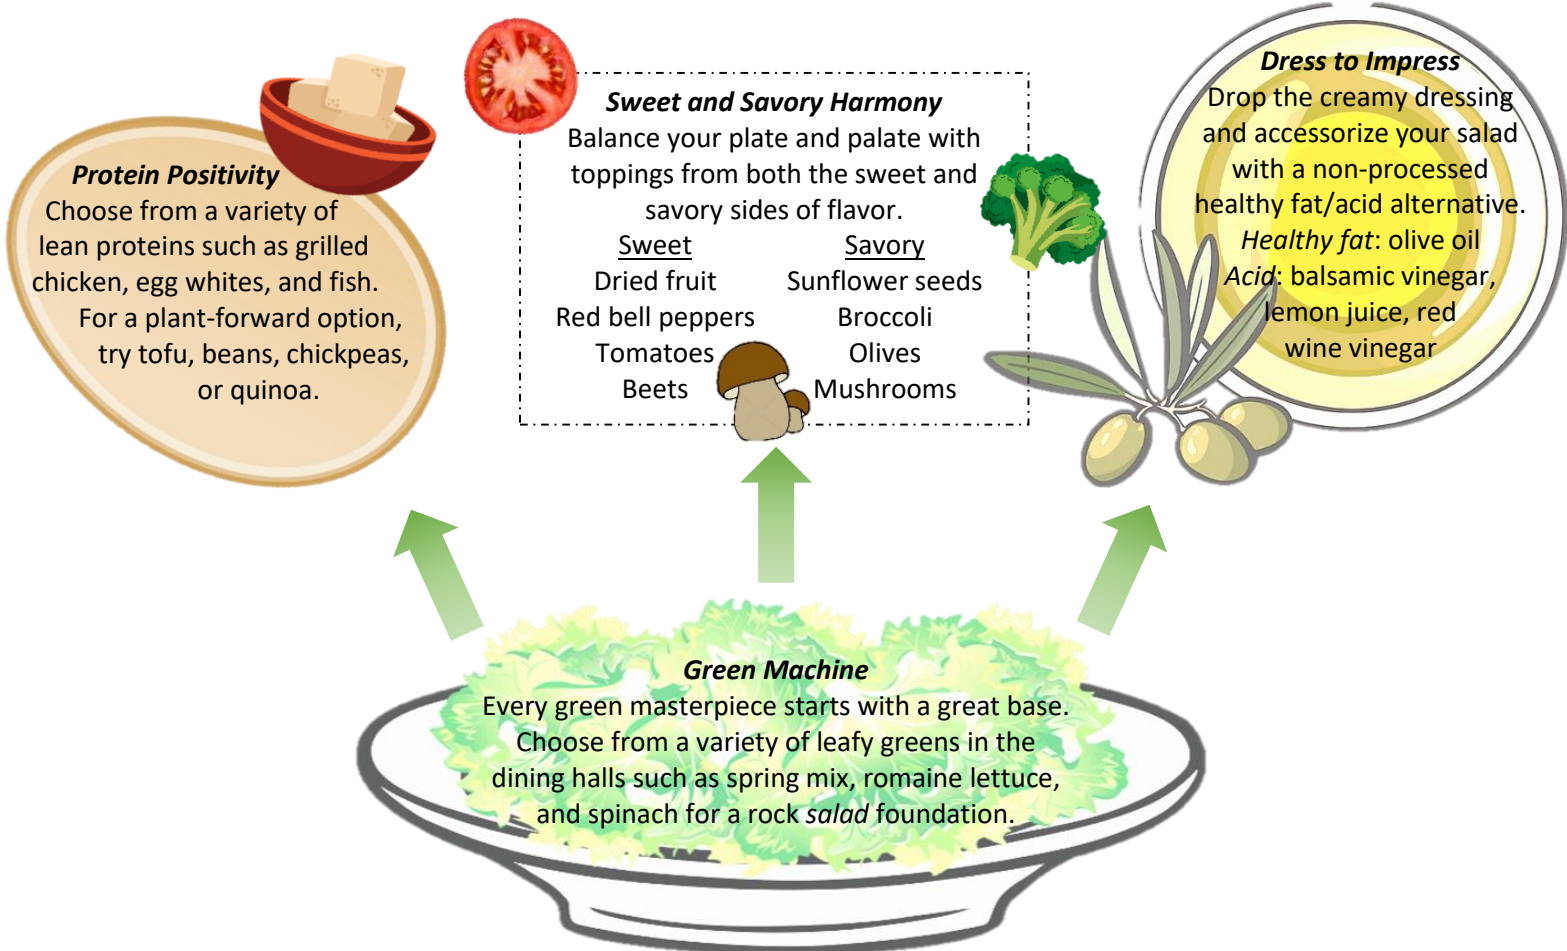 Protein Positivity
Choose from a variety of
lean proteins such as grilled
chicken, egg whites, and fish.
For a plant-forward option,
try tofu, beans, chickpeas,
or quinoa.
Sweet and Savory Harmony
Balance your plate and palate with
toppings from both the sweet and
savory sides of flavor.
Sweet Savory
Dried fruit Sunflower seeds
Red bell peppers Broccoli
Tomatoes Olives
Beets Mushrooms
Dress to Impress
Drop the creamy dressing
and accessorize your salad
with a non-processed
healthy fat/acid alternative.
Healthy fat: olive oil
Acid: balsamic vinegar,
lemon juice, red
wine vinegar
Green Machine
Every green masterpiece starts with a great base.
Choose from a variety of leafy greens in the
dining halls such as spring mix, romaine lettuce,
and spinach for a rock salad foundation.